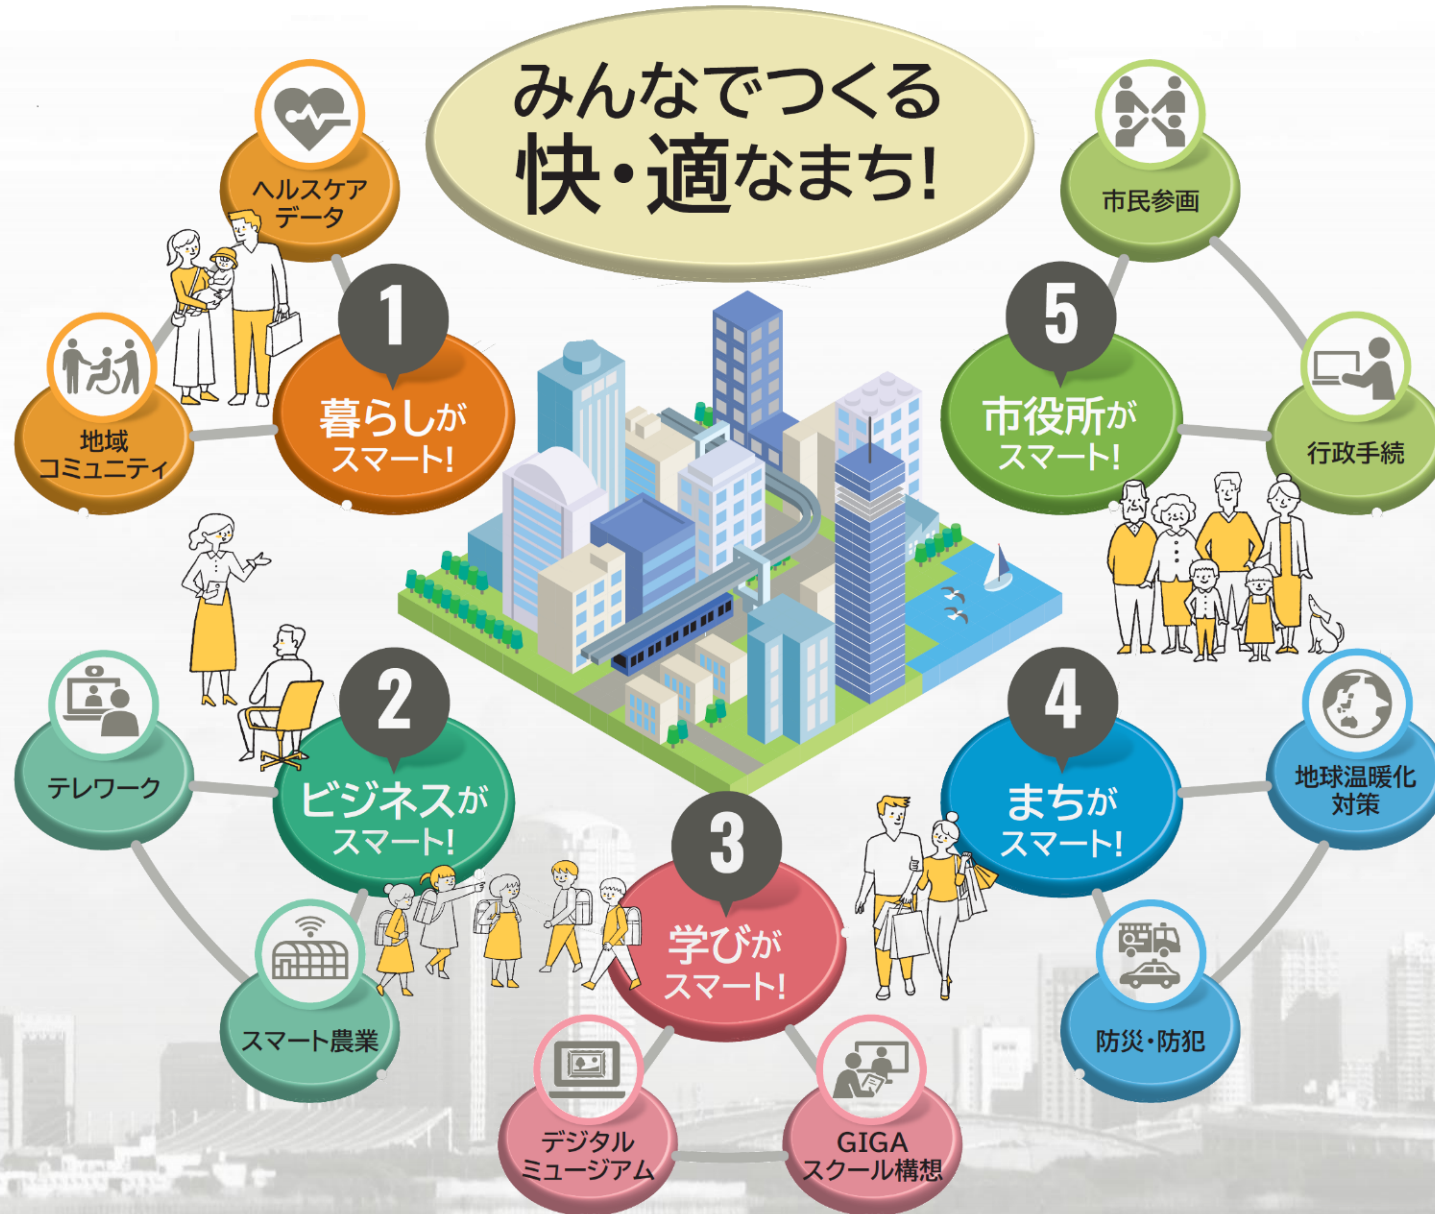 みんなでつくる
快・適なまち!
1
暮らしが
スマート!
ヘルスケア
データ
地域
コミュニティ
2
ビジネスが
スマート!
テレワーク
スマート農業
3
学びが
スマート!
デジタル
ミュージアム
GIGA
スクール構想
4
まちが
スマート!
地球温暖化
対策
防災・防犯
5
市役所が
スマート!
市民参画
行政手続